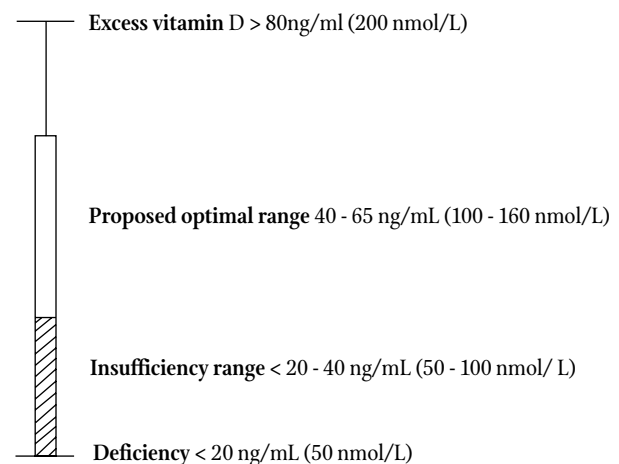 Excess vitamin D > 80ng/ml (200 nmol/L)
Proposed optimal range 40 - 65 ng/mL (100 - 160 nmol/L)
Insufficiency range < 20 - 40 ng/mL (50 - 100 nmol/ L)
Deficiency < 20 ng/mL (50 nmol/L)